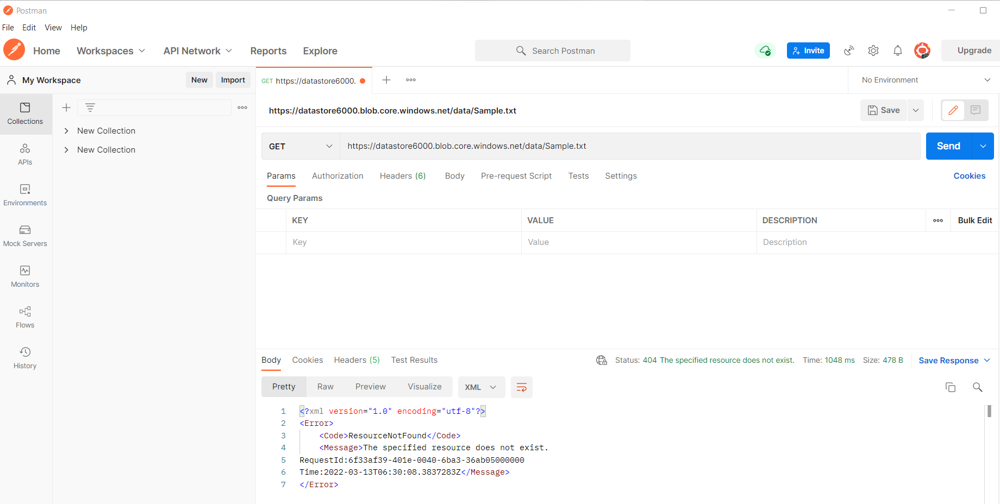 Postman
File Edit View Help
Home Workspaces API Network Reports Explore Search Postman Invite Upgrade
My Workspace New Import GET https://datastore6000. No Environment
Collections
APIs
Environments
Mock Servers
Monitors
Flows
History
New Collection
New Collection
https://datastore6000.blob.core.windows.net/data/Sample.txt Save
GET https://datastore6000.blob.core.windows.net/data/Sample.txt Send
Params Authorization Headers (6) Body Pre-request Script Tests Settings Cookies
Query Params
KEY VALUE DESCRIPTION Bulk Edit
Key Value Description
Body Cookies Headers (5) Test Results Status: 404 The specified resource does not exist. Time: 1048 ms Size: 478 B Save Response
Pretty Raw Preview Visualize XML
1 <?xml version="1.0" encoding="utf-8"?>
2 <Error>
3 <Code>ResourceNotFound</Code>
4 <Message>The specified resource does not exist.
5 RequestId:6f33af39-401e-0040-6ba3-36ab05000000
6 Time:2022-03-13T06:30:08.3837283Z</Message>
7 </Error>